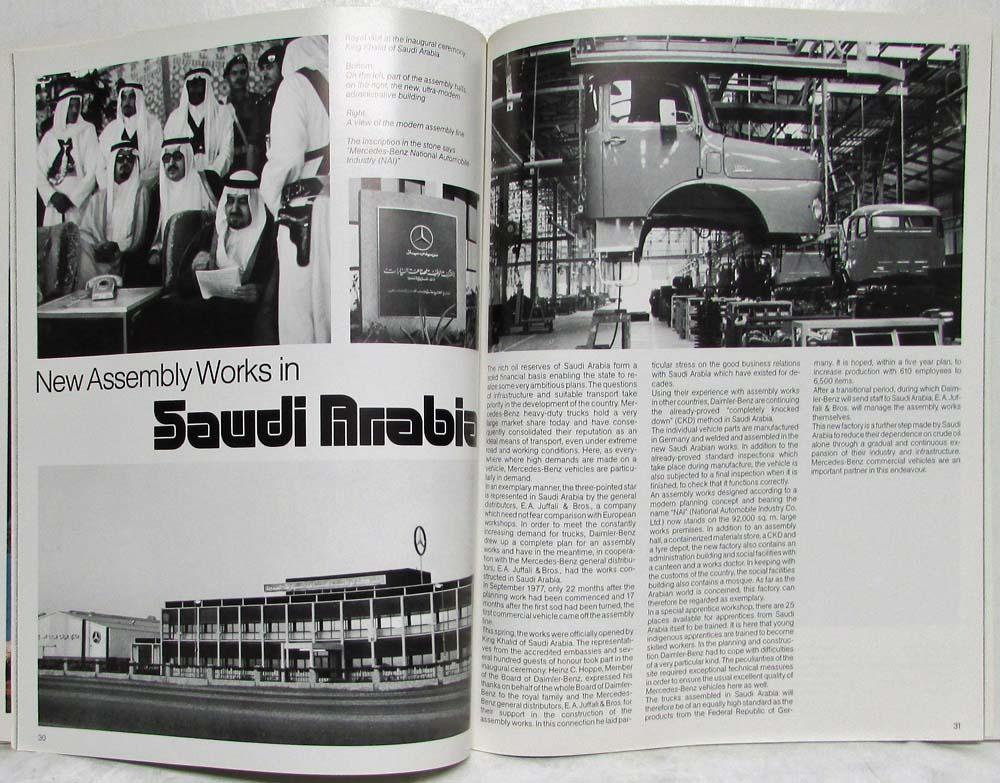 Royal visit at the inaugural ceremony:
King Khalid of Saudi Arabia
Bottom:
On the left, part of the assembly halls,
on the right, the new, ultra-modern
administrative building
Right:
A view of the modern assembly line
The inscription in the stone says
"Mercedes-Benz National Automobile
Industry (NAI)"
New Assembly Works in
Saudi Arabia
30
The rich oil reserves of Saudi Arabia form a
solid financial basis enabling the state to re-
alize some very ambitious plans. The questions
of infrastructure and suitable transport take
priority in the development of the country. Mer-
cedes-Benz heavy-duty trucks hold a very
large market share today and have conse-
quently consolidated their reputation as an
ideal means of transport, even under extreme
road and working conditions. Here, as every-
where where high demands are made on a
vehicle, Mercedes-Benz vehicles are particu-
larly in demand.
In an exemplary manner, the three-pointed star
is represented in Saudi Arabia by the general
distributors, E.A. Juffali & Bros., a company
which need not fear comparison with European
workshops. In order to meet the constantly
increasing demand for trucks, Daimler-Benz
drew up a complete plan for an assembly
works and have in the meantime, in coopera-
tion with the Mercedes-Benz general distribu-
tors, E.A. Juffali & Bros., had the works con-
structed in Saudi Arabia.
In September 1977, only 22 months after the
planning work had been commenced and 17
months after the first sod had been turned, the
first commercial vehicle came off the assembly
line.
This spring, the works were officially opened by
King Khalid of Saudi Arabia. The representati-
ves from the accredited embassies and sev-
eral hundred guests of honour took part in the
inaugural ceremony. Heinz C. Hoppe, Member
of the Board of Daimler-Benz, expressed his
thanks on behalf of the whole Board of Daimler-
Benz to the royal family and the Mercedes-
Benz general distributors, E.A. Juffali & Bros, for
their support in the construction of the
assembly works. In this connection he laid par-
ticular stress on the good business relations
with Saudi Arabia which have existed for de-
cades.
Using their experience with assembly works
in other countries, Daimler-Benz are continuing
the already-proved "completely knocked
down" (CKD) method in Saudi Arabia.
The individual vehicle parts are manufactured
in Germany and welded and assembled in the
new Saudi Arabian works. In addition to the
already-proved standard inspections which
take place during manufacture, the vehicle is
also subjected to a final inspection when it is
finished, to check that it functions correctly.
An assembly works designed according to a
modern planning concept and bearing the
name "NAI" (National Automobile Industry Co.
Ltd.) now stands on the 92,000 sq. m. large
works premises. In addition to an assembly
hall, a containerized materials store, a CKD and
a tyre depot, the new factory also contains an
administration building and social facilities with
a canteen and a works doctor. In keeping with
the customs of the country, the social facilities
building also contains a mosque. As far as the
Arabian world is concerned, this factory can
therefore be regarded as exemplary.
In a special apprentice workshop, there are 25
places available for apprentices from Saudi
Arabia itself to be trained. It is here that young
indigenous apprentices are trained to become
skilled workers. In the planning and construc-
tion Daimler-Benz had to cope with difficulties
of a very particular kind. The peculiarities of the
site required exceptional technical measures
in order to ensure the usual excellent quality of
Mercedes-Benz vehicles here as well.
The trucks assembled in Saudi Arabia will
therefore be of an equally high standard as the
products from the Federal Republic of Ger-
many. It is hoped, within a five year plan, to
increase production with 610 employees to
6,500 items.
After a transitional period, during which Daim-
ler-Benz will send staff to Saudi Arabia, E.A. Juf-
fali & Bros. will manage the assembly works
themselves.
This new factory is a further step made by Saudi
Arabia to reduce their dependence on crude oil
alone through a gradual and continuous ex-
pansion of their industry and infrastructure.
Mercedes-Benz commercial vehicles are an
important partner in this endeavour.
31